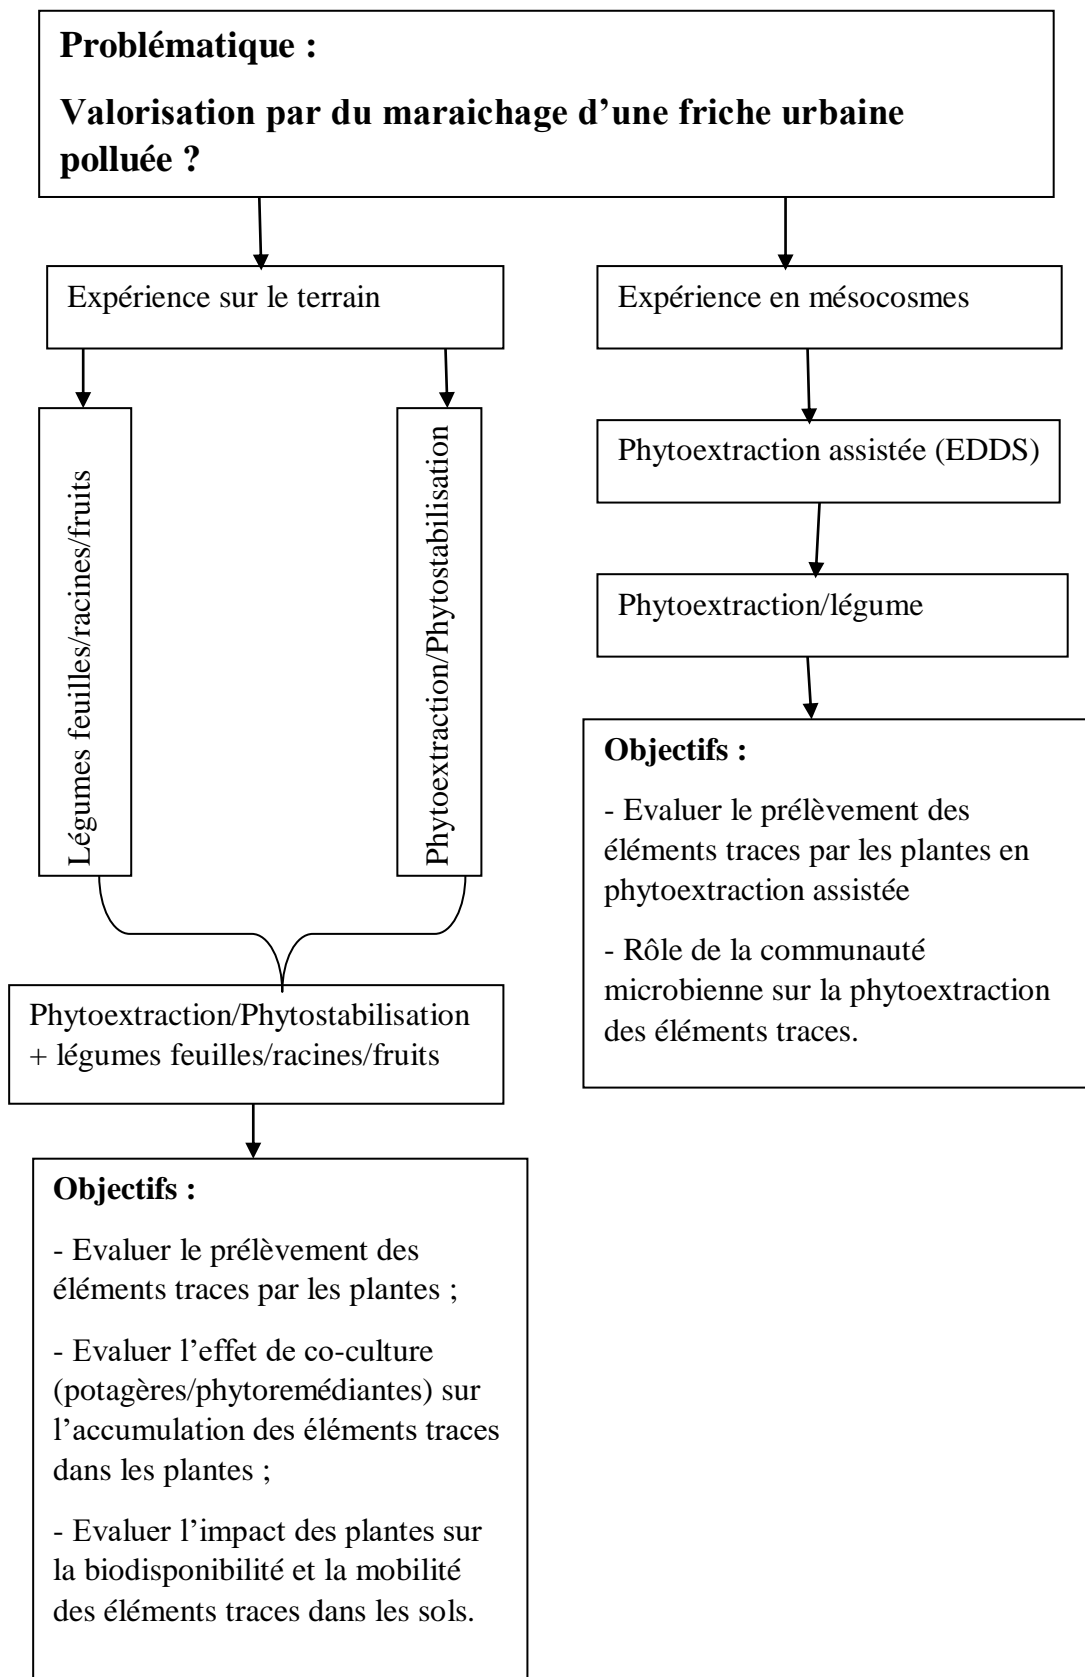 Problématique :
Valorisation par du maraichage d’une friche urbaine
polluée ?
Expérience sur le terrain
Légumes feuilles/racines/fruits
Phytoextraction/Phytostabilisation
Phytoextraction/Phytostabilisation
+ légumes feuilles/racines/fruits
Objectifs :
- Evaluer le prélèvement des
éléments traces par les plantes ;
- Evaluer l’effet de co-culture
(potagères/phytoremédiantes) sur
l’accumulation des éléments traces
dans les plantes ;
- Evaluer l’impact des plantes sur
la biodisponibilité et la mobilité
des éléments traces dans les sols.
Expérience en mésocosmes
Phytoextraction assistée (EDDS)
Phytoextraction/légume
Objectifs :
- Evaluer le prélèvement des
éléments traces par les plantes en
phytoextraction assistée
- Rôle de la communauté
microbienne sur la phytoextraction
des éléments traces.